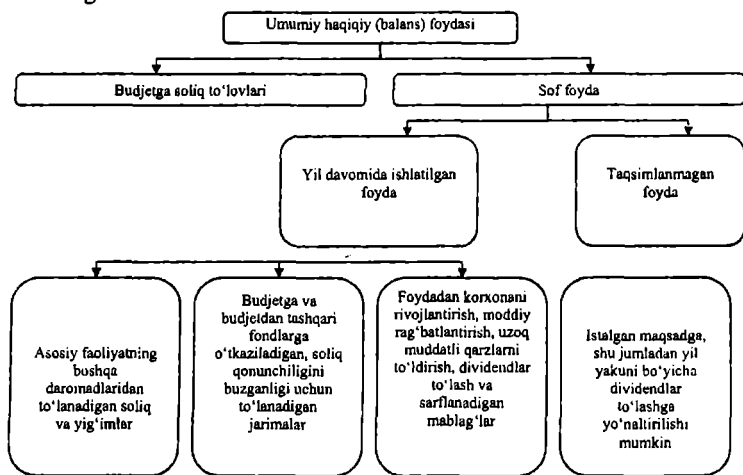 Umumiy haqiqiy (balans) foydasi
Budjetga soliq to‘lovlari
Sof foyda
Yil davomida ishlatilgan
foyda
Taqsimlanmagan
foyda
Asosiy faoliyatning
boshqa
daromadlaridan
to‘lanadigan soliq
va yig‘imlar
Budjetga va
budjetdan tashqari
fondlarga
o‘tkaziladigan, soliq
qonunchiligini
buzganligi uchun
to‘lanadigan
jarimalar
Foydadan korxonani
rivojlantirish, moddiy
rag‘batlantirish, uzoq
muddatli qarzlarni
to‘ldirish, dividendlar
to‘lash va
sarflanadigan
mablag‘lar
Istalgan maqsadga,
shu jumladan yil
yakuni bo‘yicha
dividendlar
to‘lashga
yo‘naltirilishi
mumkin